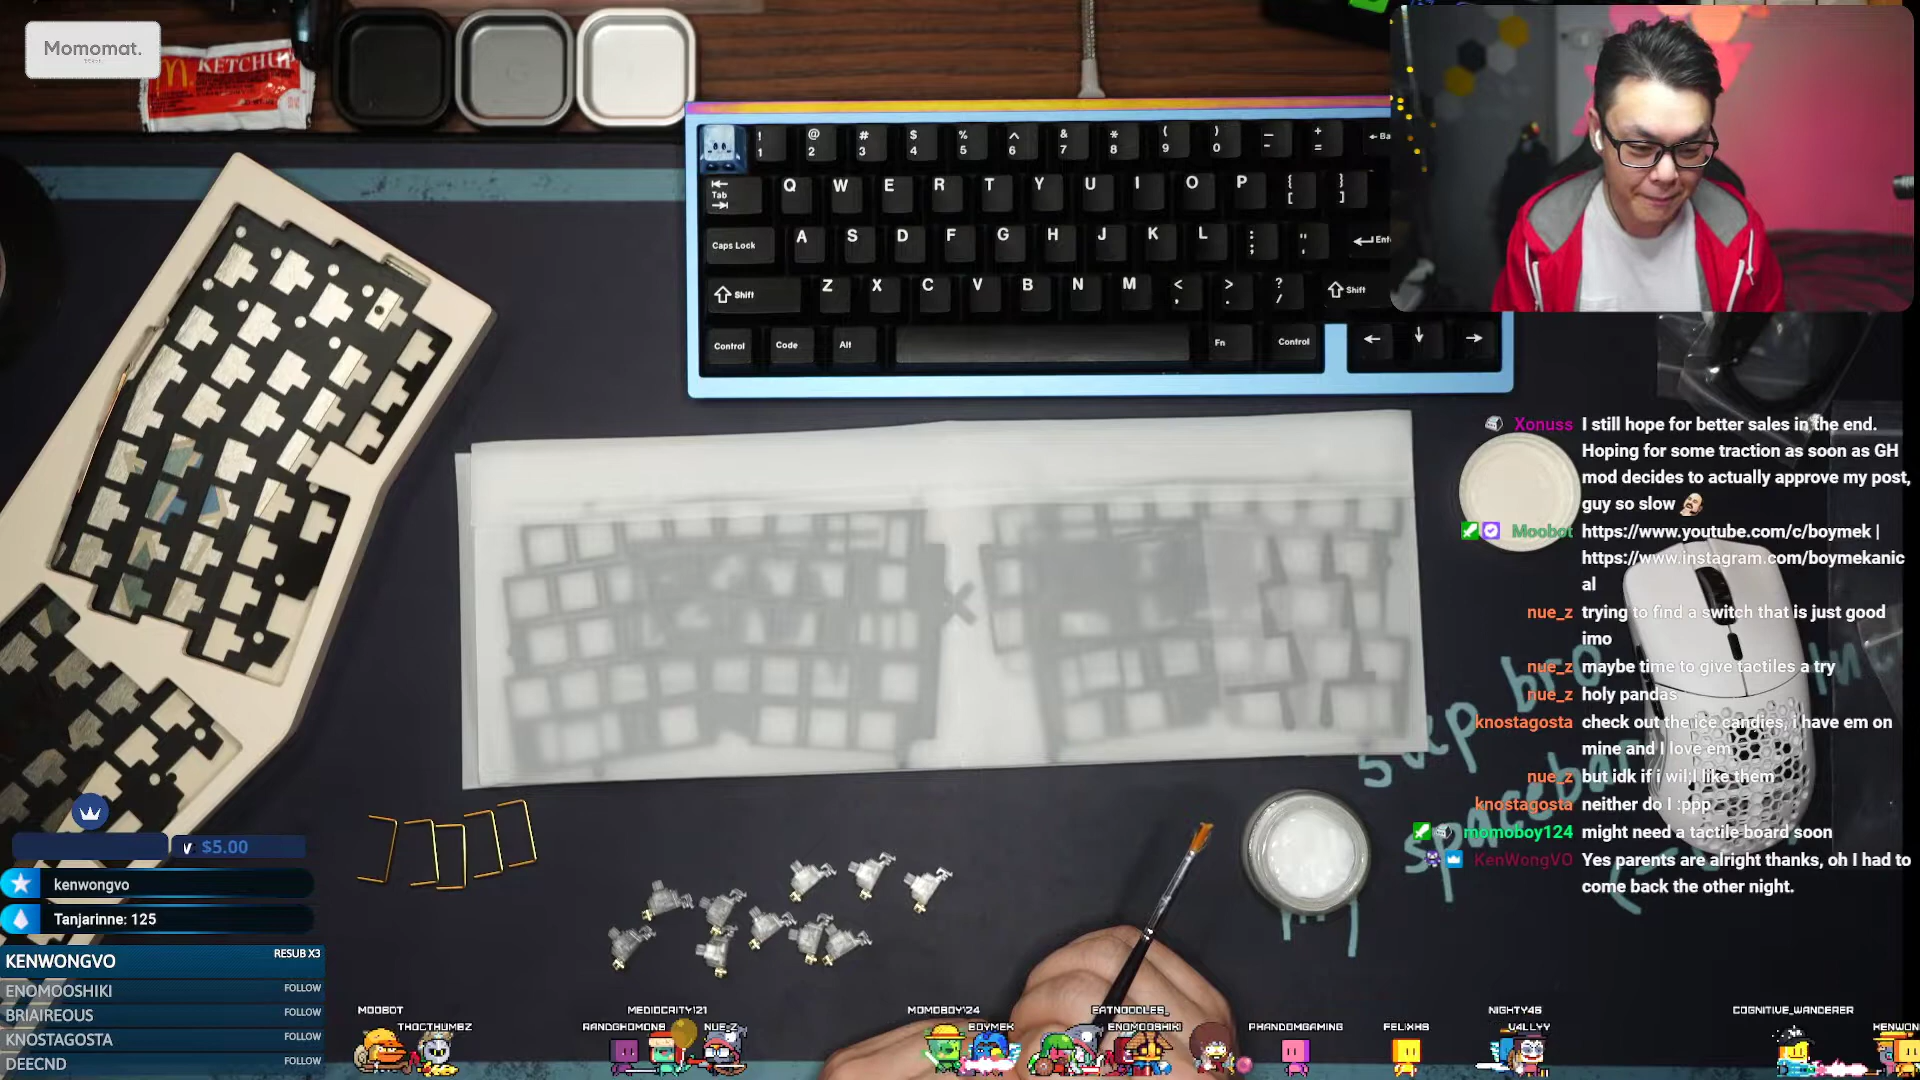 Momomat.
KETCHUP
! @ # $ % ^ & * ( ) _ +
1 2 3 4 5 6 7 8 9 0 - =
Tab Q W E R T Y U I O P { }
[ ]
Caps Lock A S D F G H J K L : "
; '
Shift Z X C V B N M < > ? Shift
, . /
Control Code Alt Fn Control ← ↓ →
Xonuss I still hope for better sales in the end.
Hoping for some traction as soon as GH
mod decides to actually approve my post,
guy so slow
Moobot https://www.youtube.com/c/boymek |
https://www.instagram.com/boymekanic
al
nue_z trying to find a switch that is just good
imo
nue_z maybe time to give tactiles a try
nue_z holy pandas
knostagosta check out the ice candies, i have em on
mine and I love em
nue_z but idk if i wil;l like them
knostagosta neither do I :ppp
momoboy124 might need a tactile board soon
KenWongVO Yes parents are alright thanks, oh I had to
come back the other night.
step bro
$5.00
kenwongvo
Tanjarinne: 125
KENWONGVO RESUB X3
ENOMOOSHIKI FOLLOW
BRIAIREOUS FOLLOW
KNOSTAGOSTA FOLLOW
DEECND FOLLOW
MOOBOT
THOCTHUMBZ
MEDIOCRITY121
NUE_Z
BOYMEK
EATNOODLES_
ENOMOOSHIKI
PHANDOMGAMING
NIGHTY46
V4LLYY
COGNITIVE_WANDERER